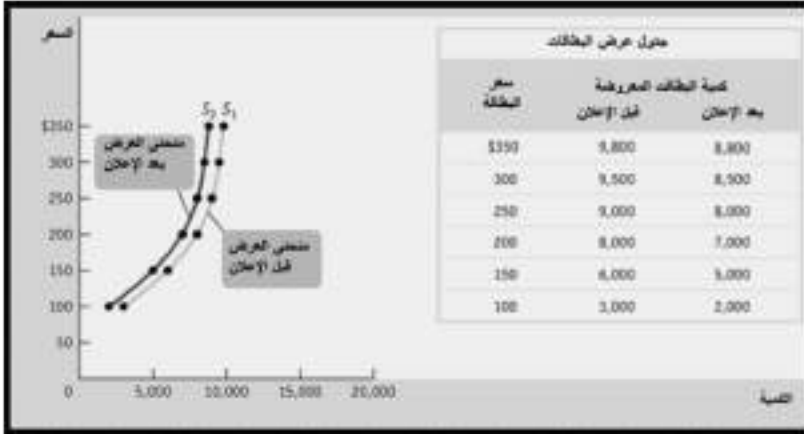 السعر
جدول عرض البطاقات
سعر البطاقة
كمية البطاقات المعروضة
قبل الإعلان
بعد الإعلان
$350 9,800 8,800
300 9,500 8,500
250 9,000 8,000
200 8,000 7,000
150 6,000 5,000
100 3,000 2,000
S2 S1
منحنى العرض
بعد الإعلان
منحنى العرض
قبل الإعلان
$350
300
250
200
150
100
50
0 5,000 10,000 15,000 20,000
الكمية